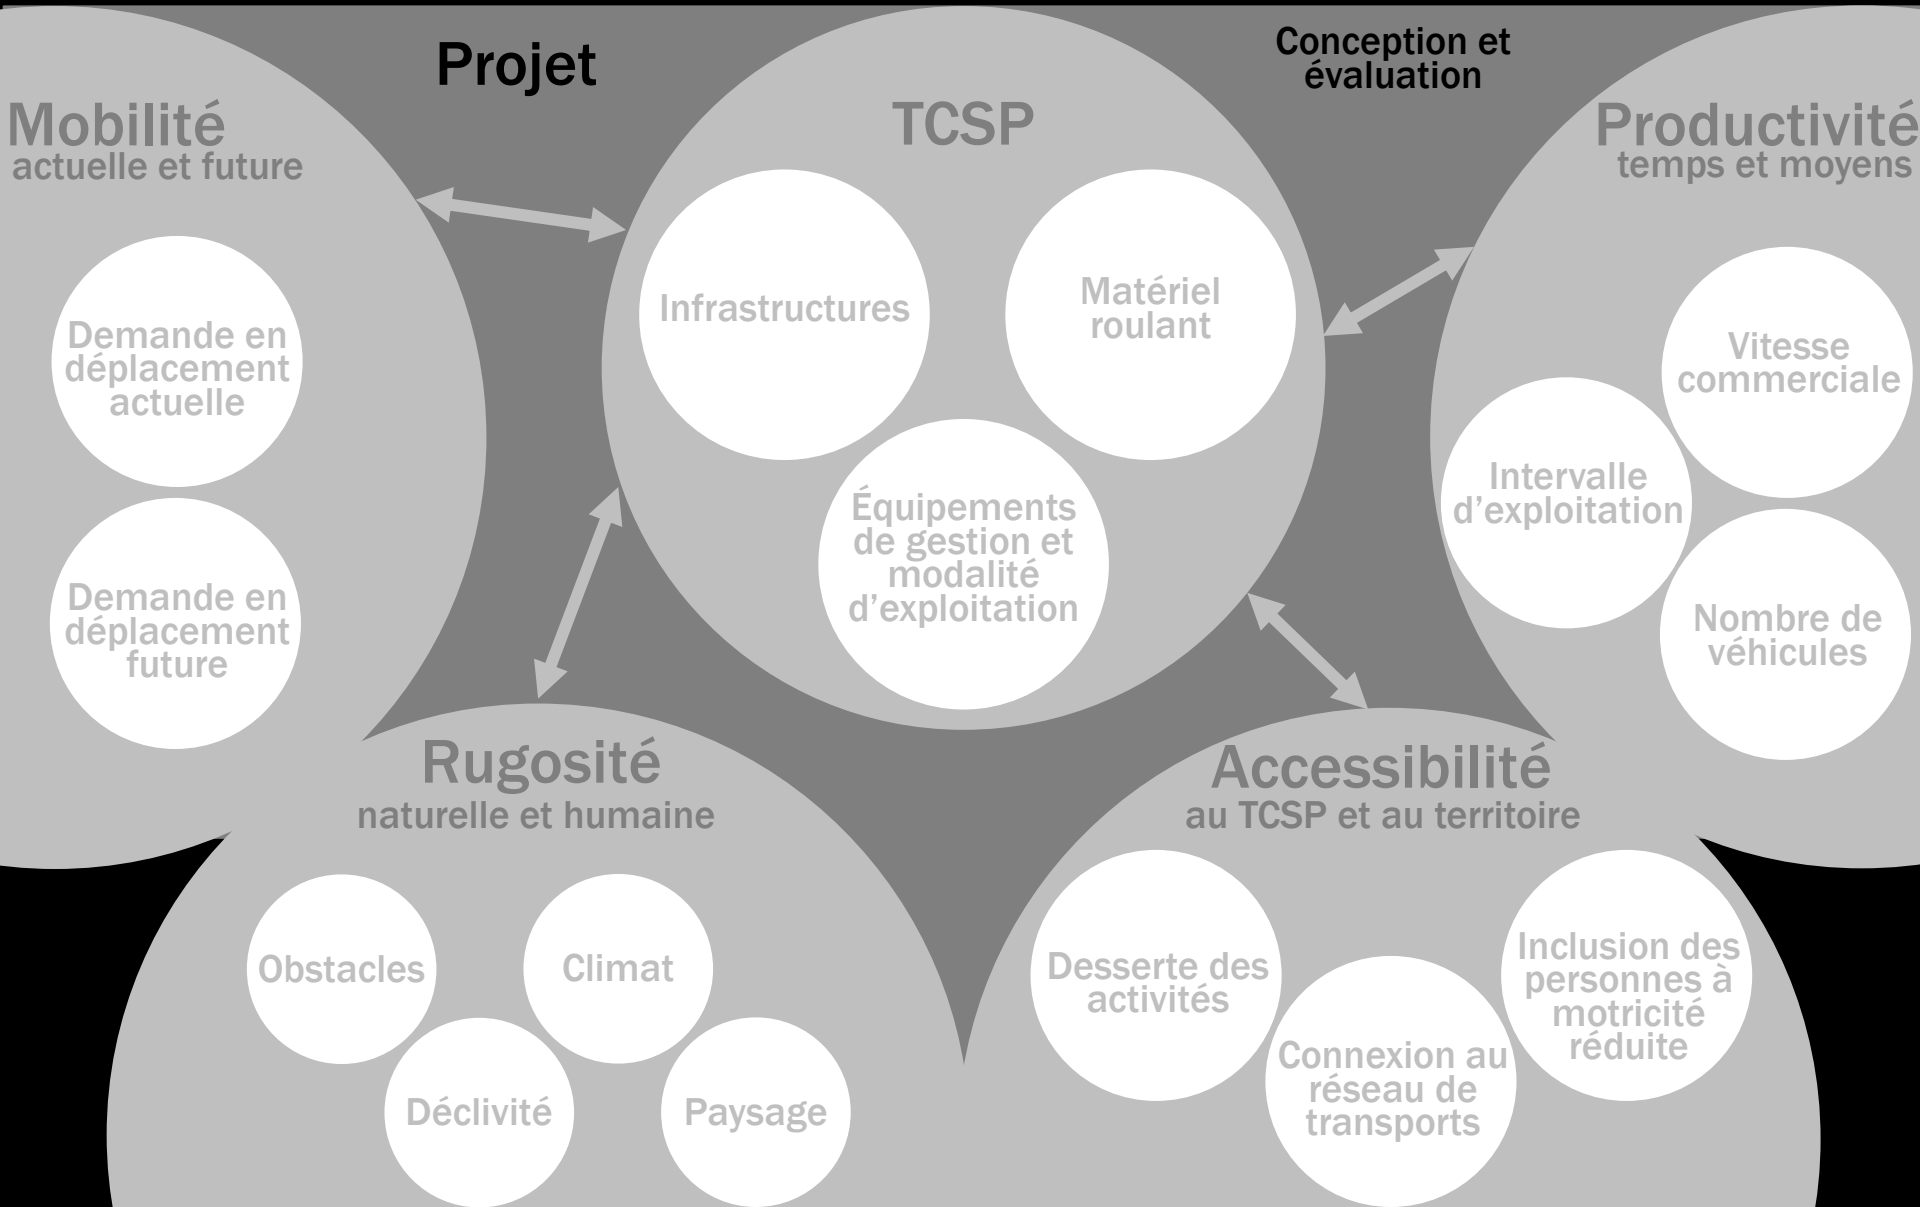 Projet
Conception et
évaluation
Mobilité
actuelle et future
Demande en
déplacement
actuelle
Demande en
déplacement
future
TCSP
Infrastructures
Matériel
roulant
Équipements
de gestion et
modalité
d’exploitation
Productivité
temps et moyens
Vitesse
commerciale
Intervalle
d’exploitation
Nombre de
véhicules
Rugosité
naturelle et humaine
Obstacles
Climat
Déclivité
Paysage
Accessibilité
au TCSP et au territoire
Desserte des
activités
Connexion au
réseau de
transports
Inclusion des
personnes à
motricité
réduite